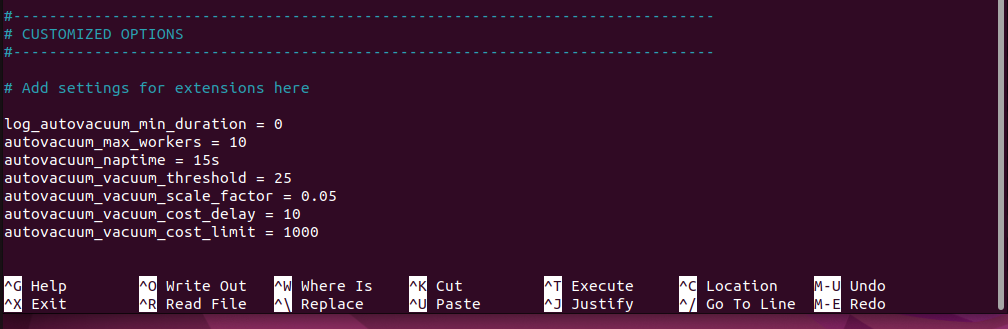 #------------------------------------------------------------------------------
# CUSTOMIZED OPTIONS
#------------------------------------------------------------------------------
# Add settings for extensions here
log_autovacuum_min_duration = 0
autovacuum_max_workers = 10
autovacuum_naptime = 15s
autovacuum_vacuum_threshold = 25
autovacuum_vacuum_scale_factor = 0.05
autovacuum_vacuum_cost_delay = 10
autovacuum_vacuum_cost_limit = 1000
^G Help ^O Write Out ^W Where Is ^K Cut ^T Execute ^C Location M-U Undo
^X Exit ^R Read File ^\ Replace ^U Paste ^J Justify ^/ Go To Line M-E Redo